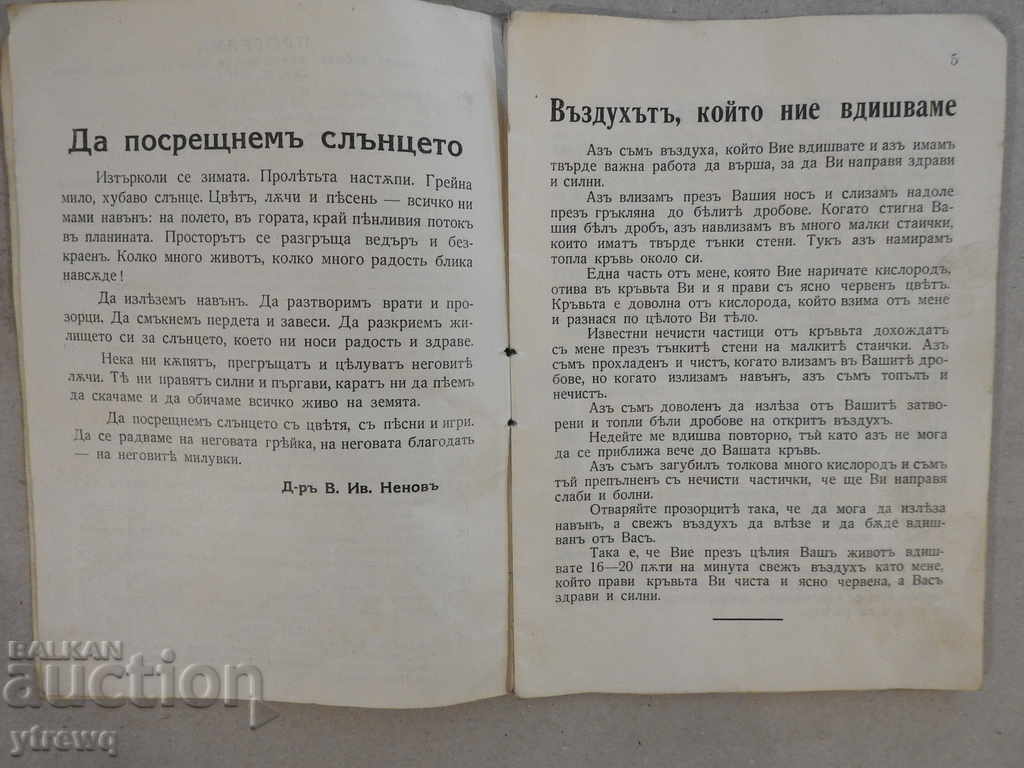 Да посрещнемъ слънцето
Изтърколи се зимата. Пролѣтьта настѫпи. Грейна
мило, хубаво слънце. Цвѣтъ, лѫчи и пѣсень — всичко ни
мами навънъ: на полето, въ гората, край пѣнливия потокъ
въ планината. Просторътъ се разгръща ведъръ и без-
краенъ. Колко много животъ, колко много радость блика
навсѫде!
Да излѣземъ навънъ. Да разтворимъ врати и про-
зорци. Да смъкнемъ пердета и завеси. Да разкриемъ жи-
лището си за слънцето, което ни носи радость и здраве.
Нека ни кѫпятъ, прегръщатъ и цѣлуватъ неговитѣ
лѫчи. Тѣ ни правятъ силни и пъргави, каратъ ни да пѣемъ
да скачаме и да обичаме всичко живо на земята.
Да посрещнемъ слънцето съ цвѣтя, съ пѣсни и игри.
Да се радваме на неговата грѣйка, на неговата благодать
— на неговитѣ милувки.
Д-ръ В. Ив. Неновъ
5
Въздухътъ, който ние вдишваме
Азъ съмъ въздуха, който Вие вдишвате и азъ имамъ
твърде важна работа да върша, за да Ви направя здрави
и силни.
Азъ влизамъ презъ Вашия носъ и слизамъ надоле
презъ гръкляна до бѣлитѣ дробове. Когато стигна Ва-
шия бѣлъ дробъ, азъ навлизамъ въ много малки стаички,
които иматъ твърде тънки стени. Тукъ азъ намирамъ
топла кръвь около си.
Една часть отъ мене, която Вие наричате кислородъ,
отива въ кръвьта Ви и я прави съ ясно червенъ цвѣтъ.
Кръвьта е доволна отъ кислорода, който взима отъ мене
и разнася по цѣлото Ви тѣло.
Известни нечисти частици отъ кръвьта дохождатъ
съ мене презъ тънкитѣ стени на малкитѣ стаички. Азъ
съмъ прохладенъ и чистъ, когато влизамъ въ Вашитѣ дро-
бове, но когато излизамъ навънъ, азъ съмъ топълъ и
нечистъ.
Азъ съмъ доволенъ да излѣза отъ Вашитѣ затво-
рени и топли бѣли дробове на открить въздухъ.
Недейте ме вдишва повторно, тъй като азъ не мога
да се приближа вече до Вашата кръвь.
Азъ съмъ загубилъ толкова много кислородъ и съмъ
тъй препълненъ съ нечисти частички, че ще Ви направя
слаби и болни.
Отваряйте прозорцитѣ така, че да мога да излѣза
навънъ, а свежъ въздухъ да влѣзе и да бѫде вдиш-
ванъ отъ Васъ.
Така е, че Вие презъ цѣлия Вашъ животъ вдиш-
вате 16—20 пѫти на минута свежъ въздухъ като мене,
който прави кръвьта Ви чиста и ясно червена, а Васъ
здрави и силни.
BALKAN
auction
ytrewq